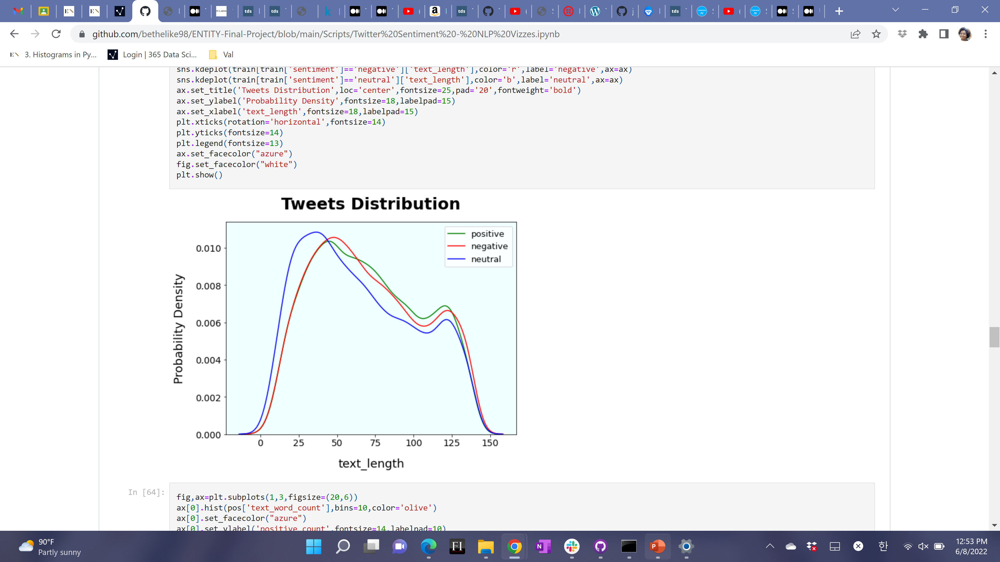 tds
tds
tds
tds
github.com/bethelike98/ENTITY-Final-Project/blob/main/Scripts/Twitter%20Sentiment%20-%20NLP%20Vizzes.ipynb
3. Histograms in Py...
Login | 365 Data Sci...
Val
sns.kdeplot(train[train['sentiment']=='negative']['text_length'],color='r',label='negative',ax=ax)
sns.kdeplot(train[train['sentiment']=='neutral']['text_length'],color='b',label='neutral',ax=ax)
ax.set_title('Tweets Distribution',loc='center',fontsize=25,pad='20',fontweight='bold')
ax.set_ylabel('Probability Density',fontsize=18,labelpad=15)
ax.set_xlabel('text_length',fontsize=18,labelpad=15)
plt.xticks(rotation='horizontal',fontsize=14)
plt.yticks(fontsize=14)
plt.legend(fontsize=13)
ax.set_facecolor("azure")
fig.set_facecolor("white")
plt.show()
Tweets Distribution
positive
negative
neutral
Probability Density
0.010
0.008
0.006
0.004
0.002
0.000
0 25 50 75 100 125 150
text_length
In [64]:
fig,ax=plt.subplots(1,3,figsize=(20,6))
ax[0].hist(pos['text_word_count'],bins=10,color='olive')
ax[0].set_facecolor("azure")
ax[0].set_ylabel('positive_count',fontsize=14,labelpad=10)
90°F
Partly sunny
FI
N
P
한
12:53 PM
6/8/2022